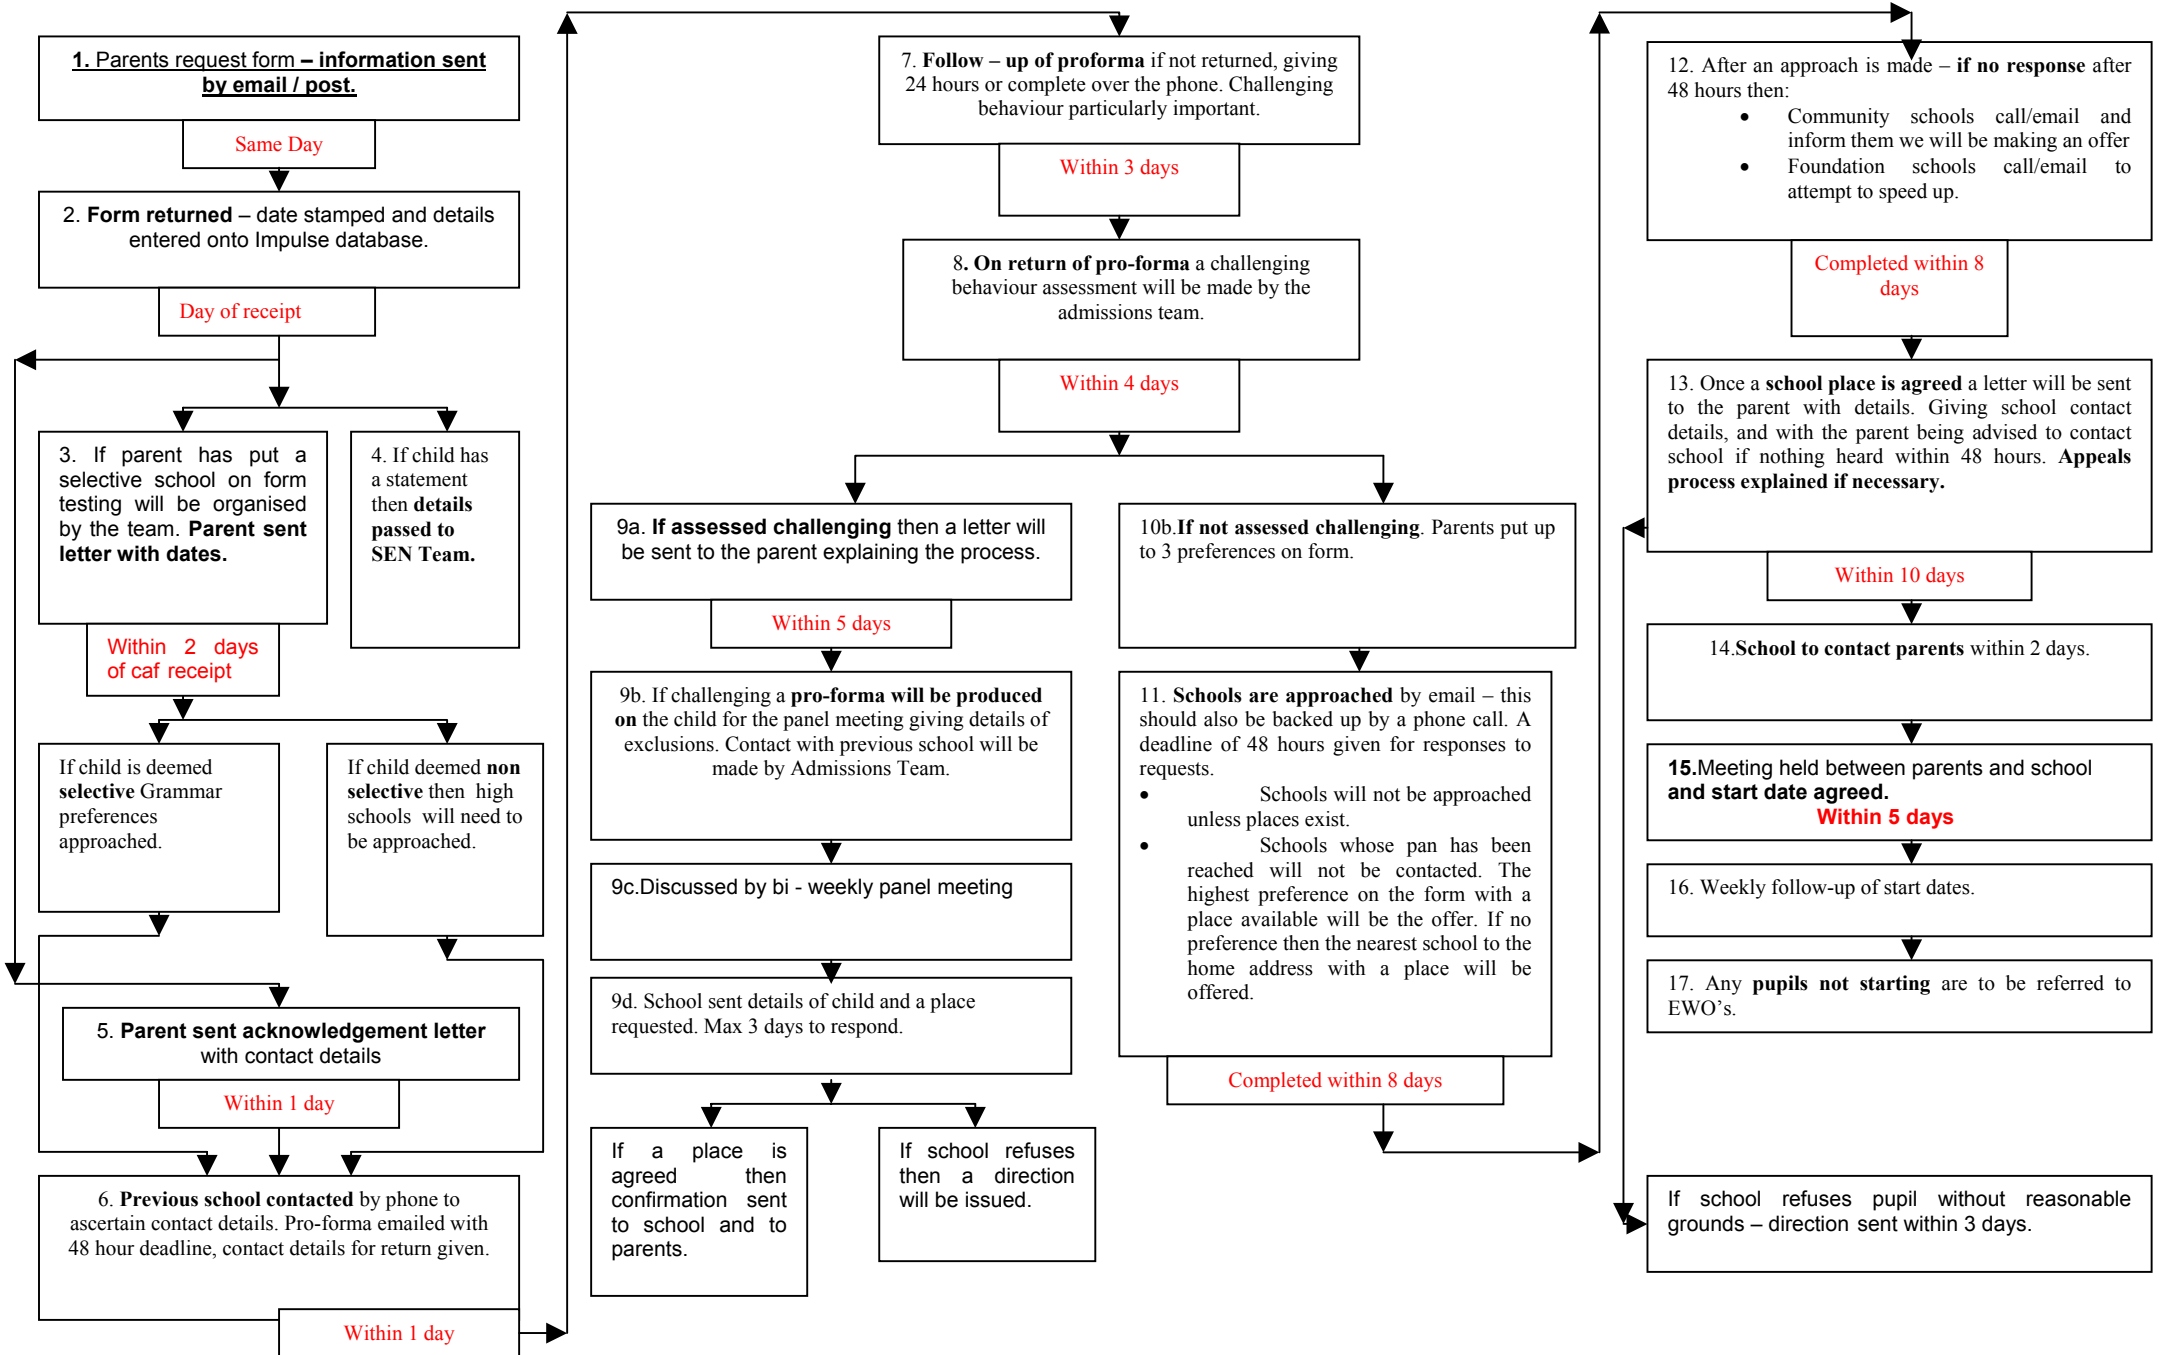 1. Parents request form – information sent
by email / post.
Same Day
2. Form returned – date stamped and details
entered onto Impulse database.
Day of receipt
3. If parent has put a
selective school on form
testing will be organised
by the team. Parent sent
letter with dates.
4. If child has
a statement
then details
passed to
SEN Team.
Within 2 days
of caf receipt
If child is deemed
selective Grammar
preferences
approached.
If child deemed non
selective then high
schools will need to
be approached.
5. Parent sent acknowledgement letter
with contact details
Within 1 day
6. Previous school contacted by phone to
ascertain contact details. Pro-forma emailed with
48 hour deadline, contact details for return given.
Within 1 day
7. Follow – up of proforma if not returned, giving
24 hours or complete over the phone. Challenging
behaviour particularly important.
Within 3 days
8. On return of pro-forma a challenging
behaviour assessment will be made by the
admissions team.
Within 4 days
9a. If assessed challenging then a letter will
be sent to the parent explaining the process.
Within 5 days
9b. If challenging a pro-forma will be produced
on the child for the panel meeting giving details of
exclusions. Contact with previous school will be
made by Admissions Team.
9c.Discussed by bi - weekly panel meeting
9d. School sent details of child and a place
requested. Max 3 days to respond.
If a place is
agreed then
confirmation sent
to school and to
parents.
If school refuses
then a direction
will be issued.
10b.If not assessed challenging. Parents put up
to 3 preferences on form.
11. Schools are approached by email – this
should also be backed up by a phone call. A
deadline of 48 hours given for responses to
requests.
• Schools will not be approached
unless places exist.
• Schools whose pan has been
reached will not be contacted. The
highest preference on the form with a
place available will be the offer. If no
preference then the nearest school to the
home address with a place will be
offered.
Completed within 8 days
12. After an approach is made – if no response after
48 hours then:
• Community schools call/email and
inform them we will be making an offer
• Foundation schools call/email to
attempt to speed up.
Completed within 8
days
13. Once a school place is agreed a letter will be sent
to the parent with details. Giving school contact
details, and with the parent being advised to contact
school if nothing heard within 48 hours. Appeals
process explained if necessary.
Within 10 days
14.School to contact parents within 2 days.
15.Meeting held between parents and school
and start date agreed.
Within 5 days
16. Weekly follow-up of start dates.
17. Any pupils not starting are to be referred to
EWO's.
If school refuses pupil without reasonable
grounds – direction sent within 3 days.